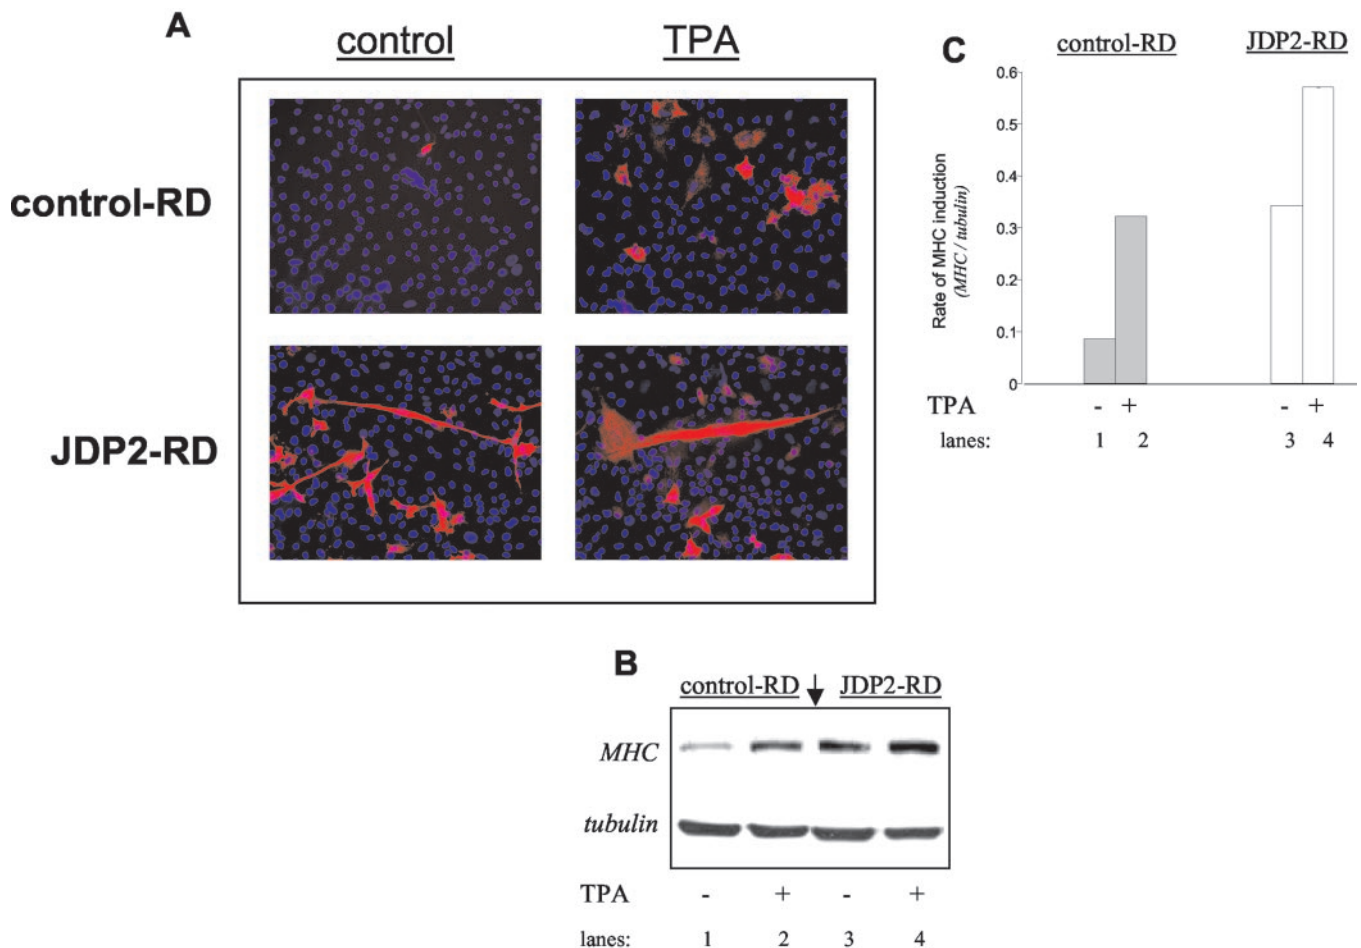 A
control TPA
control-RD
JDP2-RD
C
control-RD JDP2-RD
Rate of MHC induction
(MHC / tubulin)
0.6
0.5
0.4
0.3
0.2
0.1
0
TPA - + - +
lanes: 1 2 3 4
B
control-RD JDP2-RD
MHC
tubulin
TPA - + - +
lanes: 1 2 3 4